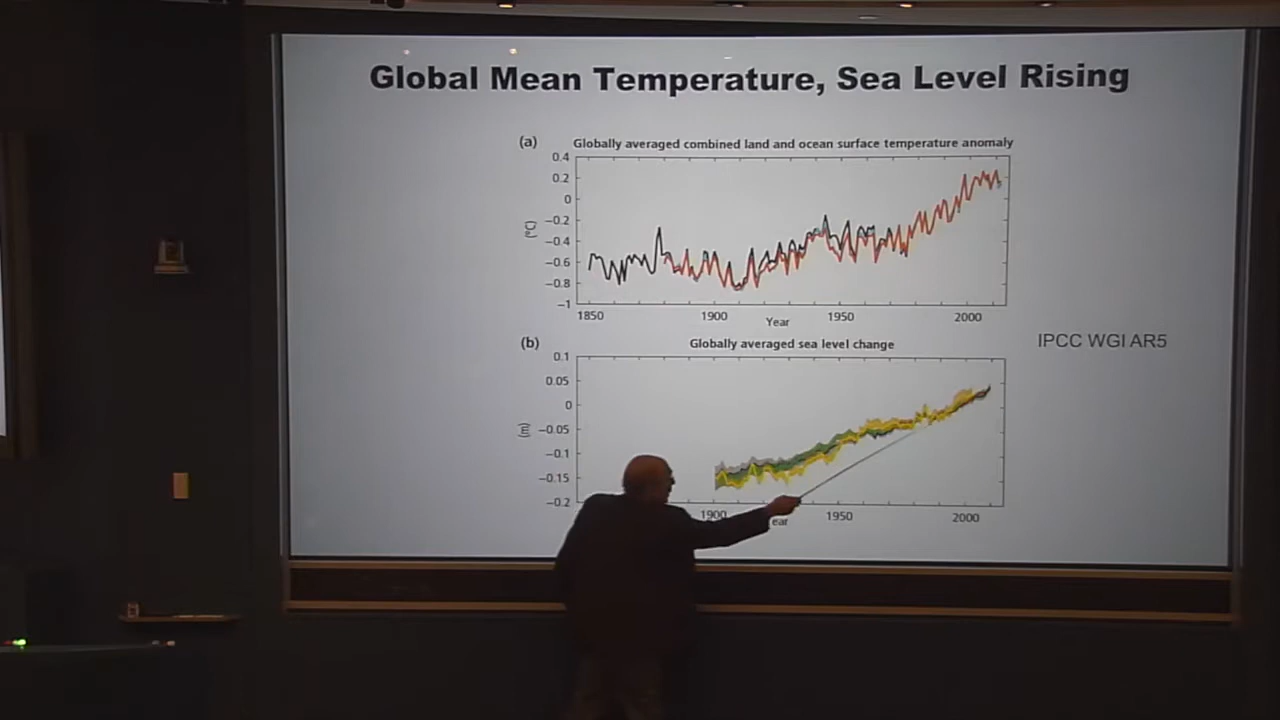 Global Mean Temperature, Sea Level Rising
(a) Globally averaged combined land and ocean surface temperature anomaly
0.4
0.2
0
−0.2
−0.4
−0.6
−0.8
−1
(°C)
1850 1900 1950 2000
Year
(b) Globally averaged sea level change
IPCC WGI AR5
0.1
0.05
0
−0.05
−0.1
−0.15
−0.2
(m)
1900 1950 2000
ear